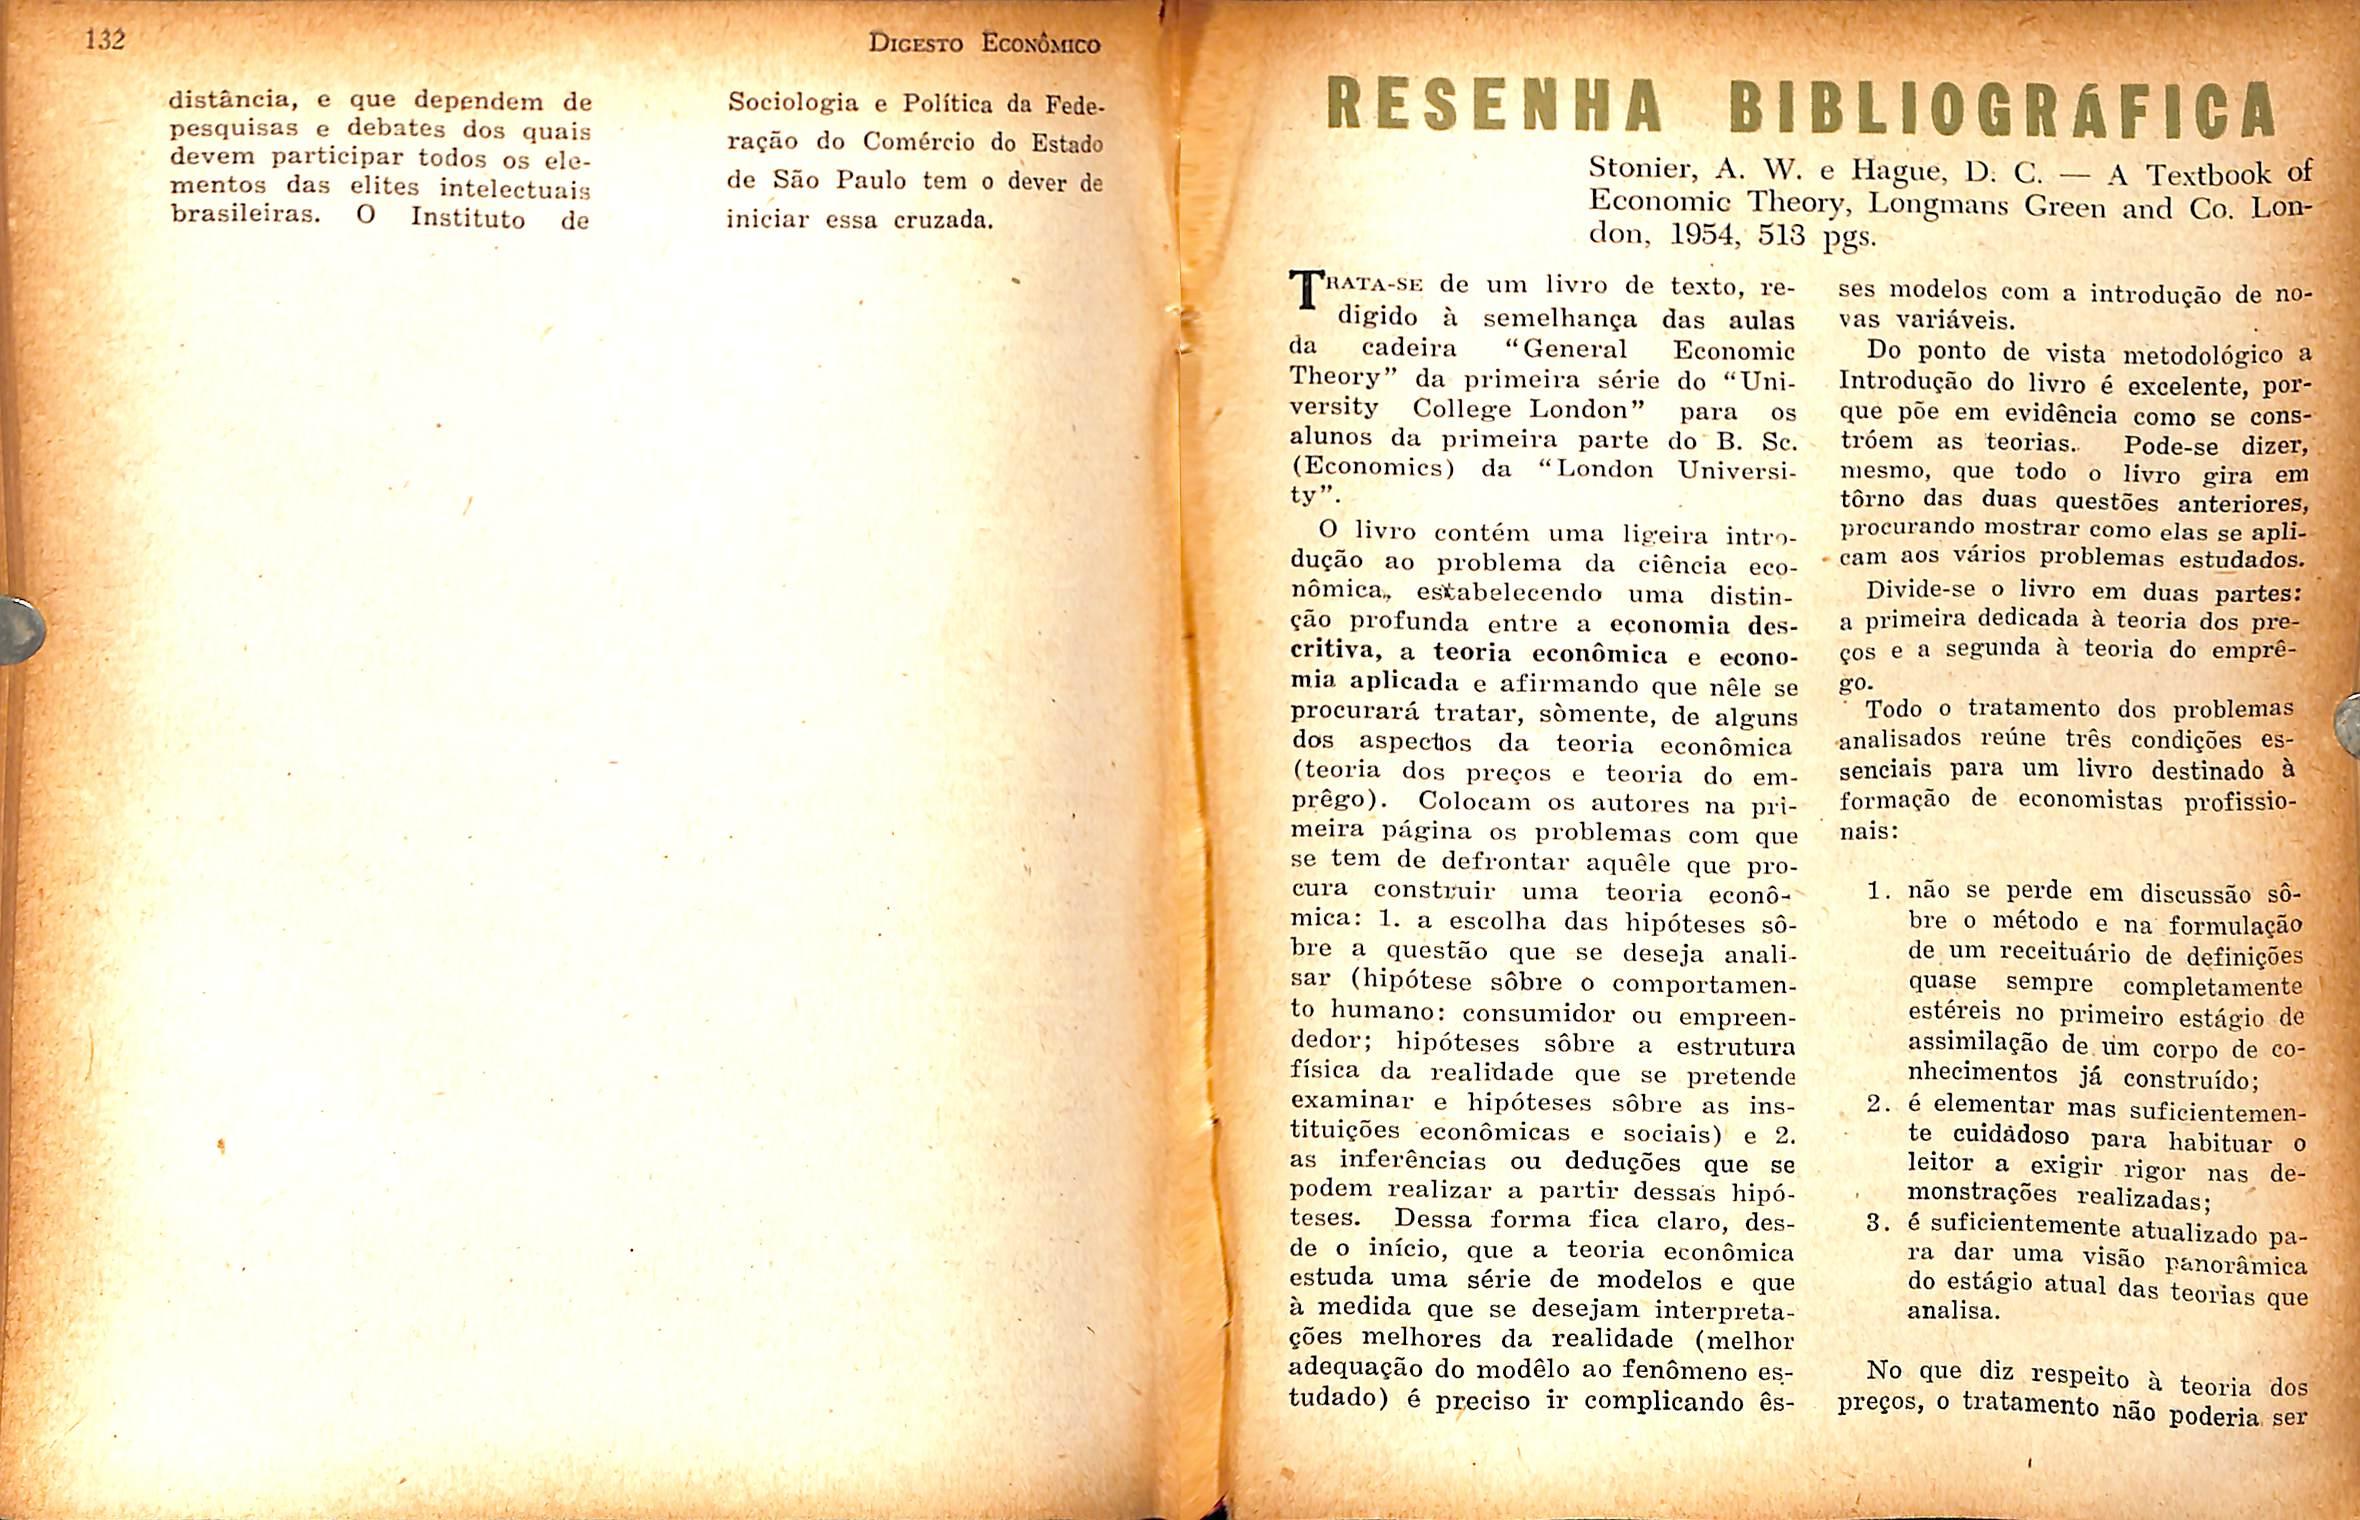 132
DIGESTO ECONÔMICO
distância, e que dependem de
pesquisas e debates dos quais
devem participar todos os ele-
mentos das elites intelectuais
brasileiras. O Instituto de
Sociologia e Política da Fede-
ração do Comércio do Estado
de São Paulo tem o dever de
iniciar essa cruzada.
RESENHA BIBLIOGRÁFICA
Stonier, A. W. e Hague, D. C. — A Textbook of
Economic Theory, Longmans Green and Co. Lon-
don, 1954, 513 pgs.
TRATA-SE de um livro de texto, re-
digido à semelhança das aulas
da cadeira “General Economic
Theory” da primeira série do “Uni-
versity College London” para os
alunos da primeira parte do B. Sc.
(Economics) da “London Universi-
ty”.
O livro contém uma ligeira intro-
dução ao problema da ciência eco-
nômica,, estabelecendo uma distin-
ção profunda entre a economia des-
critiva, a teoria econômica e econo-
mia aplicada e afirmando que nêle se
procurará tratar, sòmente, de alguns
dos aspectos da teoria econômica
(teoria dos preços e teoria do em-
prêgo). Colocam os autores na pri-
meira página os problemas com que
se tem de defrontar aquêle que pro-
cura construir uma teoria econô-
mica: 1. a escolha das hipóteses sô-
bre a questão que se deseja anali-
sar (hipótese sôbre o comportamen-
to humano: consumidor ou empreen-
dedor; hipóteses sôbre a estrutura
física da realidade que se pretende
examinar e hipóteses sôbre as ins-
tituições econômicas e sociais) e 2.
as inferências ou deduções que se
podem realizar a partir dessas hipó-
teses. Dessa forma fica claro, des-
de o início, que a teoria econômica
estuda uma série de modelos e que
à medida que se desejam interpreta-
ções melhores da realidade (melhor
adequação do modêlo ao fenômeno es-
tudado) é preciso ir complicando ês-
ses modelos com a introdução de no-
vas variáveis.
Do ponto de vista metodológico a
Introdução do livro é excelente, por-
que põe em evidência como se cons-
tróem as teorias. Pode-se dizer,
mesmo, que todo o livro gira em
tôrno das duas questões anteriores,
procurando mostrar como elas se apli-
cam aos vários problemas estudados.
Divide-se o livro em duas partes:
a primeira dedicada à teoria dos pre-
ços e a segunda à teoria do emprê-
go.
Todo o tratamento dos problemas
analisados reúne três condições es-
senciais para um livro destinado à
formação de economistas profissio-
nais:
1. não se perde em discussão sô-
bre o método e na formulação
de um receituário de definições
quase sempre completamente
estéreis no primeiro estágio de
assimilação de um corpo de co-
nhecimentos já construído;
2. é elementar mas suficientemen-
te cuidadoso para habituar o
leitor a exigir rigor nas de-
monstrações realizadas;
3. é suficientemente atualizado pa-
ra dar uma visão panorâmica
do estágio atual das teorias que
analisa.
No que diz respeito à teoria dos
preços, o tratamento não poderia ser